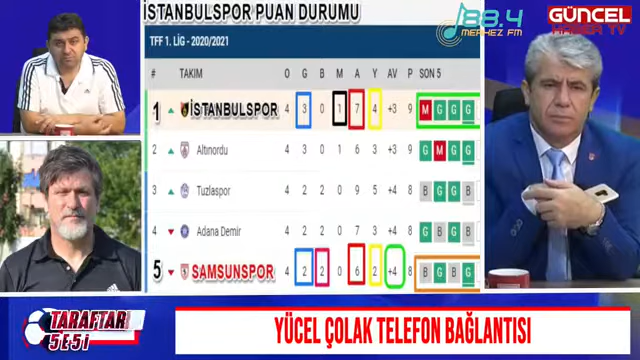 İSTANBULSPOR PUAN DURUMU
88.4
MERKEZ FM
GÜNCEL
HABER TV
TFF 1. LİG - 2020/2021
# TAKIM O G B M A Y AV P SON 5
1 İSTANBULSPOR 4 3 0 1 7 4 +3 9 M G G G
2 Altınordu 4 3 0 1 6 3 +3 9 G M G G
3 Tuzlaspor 4 2 2 0 9 5 +4 8 B G B G
4 Adana Demir 4 2 2 0 7 3 +4 8 G B G B
5 SAMSUNSPOR 4 2 2 0 6 2 +4 8 B G B G
TARAFTAR
SESİ
YÜCEL ÇOLAK TELEFON BAĞLANTISI